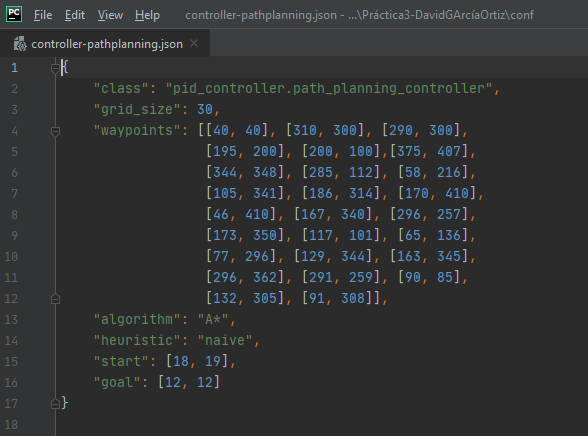 PC File Edit View Help controller-pathplanning.json - ...\Práctica3-DavidGArcíaOrtiz\conf
controller-pathplanning.json ×
1 {
2 "class": "pid_controller.path_planning_controller",
3 "grid_size": 30,
4 "waypoints": [[40, 40], [310, 300], [290, 300],
5 [195, 200], [200, 100],[375, 407],
6 [344, 348], [285, 112], [58, 216],
7 [105, 341], [186, 314], [170, 410],
8 [46, 410], [167, 340], [296, 257],
9 [173, 350], [117, 101], [65, 136],
10 [77, 296], [129, 344], [163, 345],
11 [296, 362], [291, 259], [90, 85],
12 [132, 305], [91, 308]],
13 "algorithm": "A*",
14 "heuristic": "naive",
15 "start": [18, 19],
16 "goal": [12, 12]
17 }
18